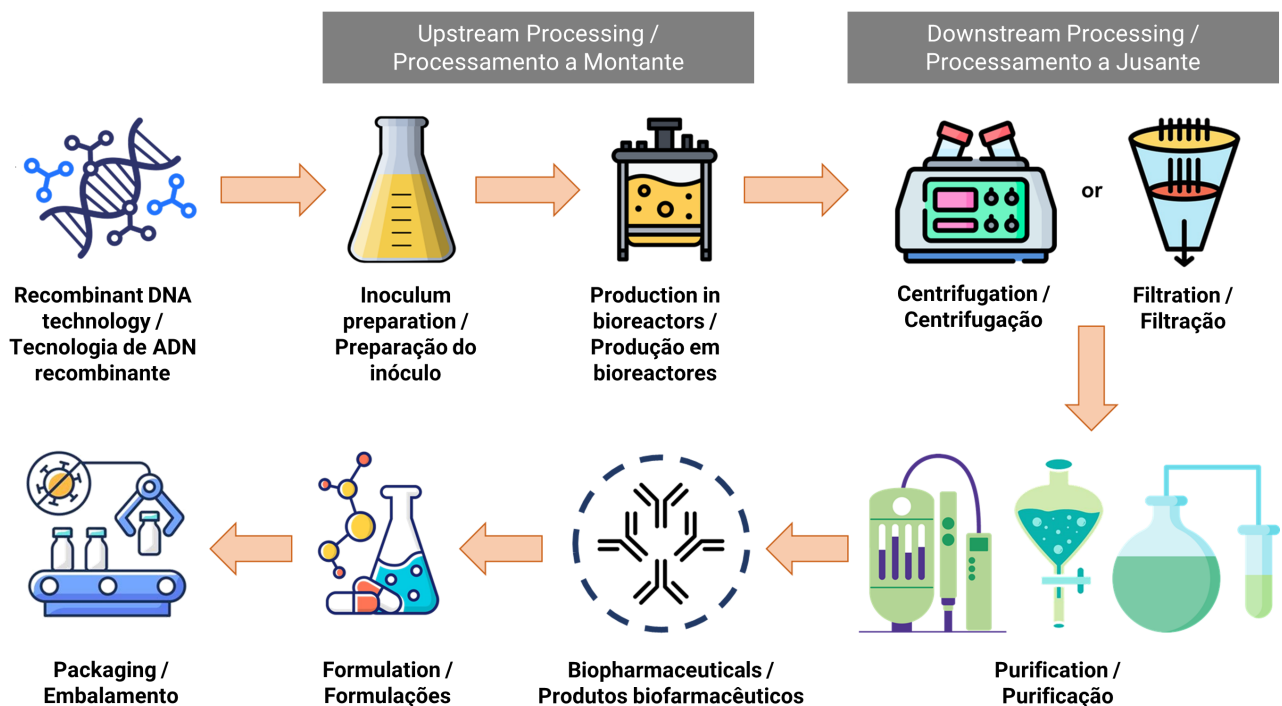 Upstream Processing /
Processamento a Montante
Downstream Processing /
Processamento a Jusante
or
Recombinant DNA
technology /
Tecnologia de ADN
recombinante
Inoculum
preparation /
Preparação do
inóculo
Production in
bioreactors /
Produção em
bioreactores
Centrifugation /
Centrifugação
Filtration /
Filtração
Packaging /
Embalamento
Formulation /
Formulações
Biopharmaceuticals /
Produtos biofarmacêuticos
Purification /
Purificação